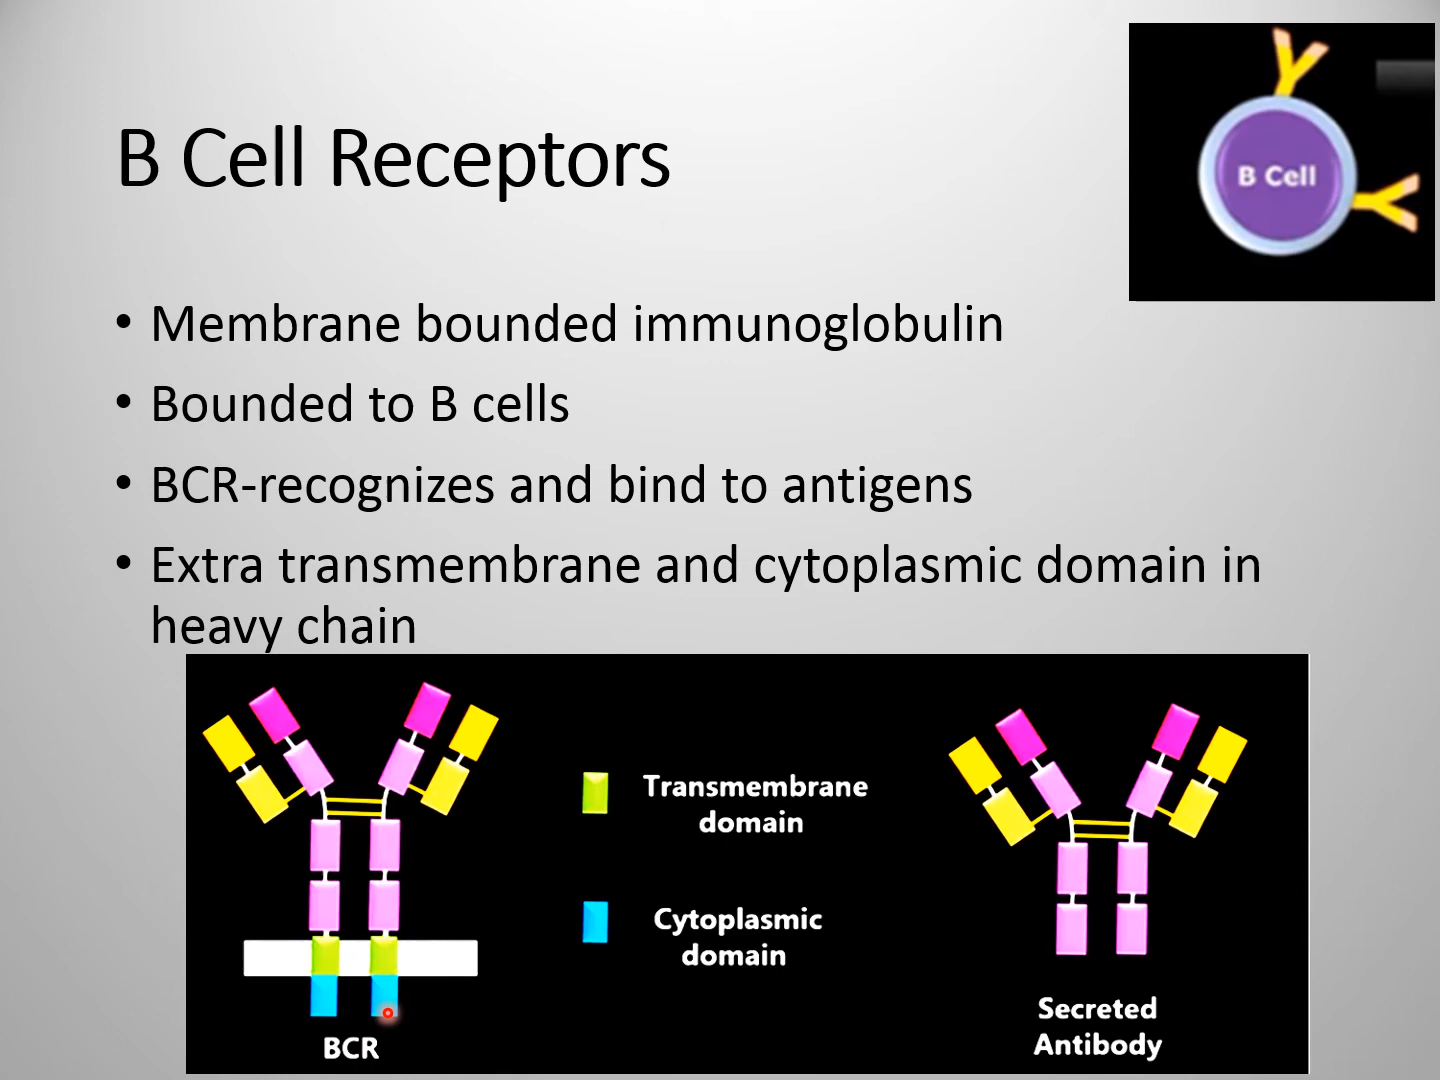 B Cell Receptors
B Cell
• Membrane bounded immunoglobulin
• Bounded to B cells
• BCR-recognizes and bind to antigens
• Extra transmembrane and cytoplasmic domain in
heavy chain
Transmembrane
domain
Cytoplasmic
domain
BCR
Secreted
Antibody